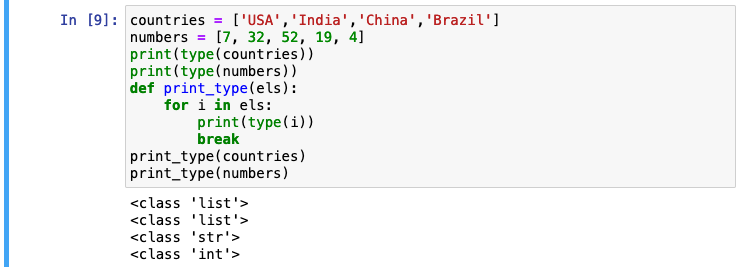 In [9]: countries = ['USA','India','China','Brazil']
numbers = [7, 32, 52, 19, 4]
print(type(countries))
print(type(numbers))
def print_type(els):
    for i in els:
        print(type(i))
        break
print_type(countries)
print_type(numbers)
<class 'list'>
<class 'list'>
<class 'str'>
<class 'int'>